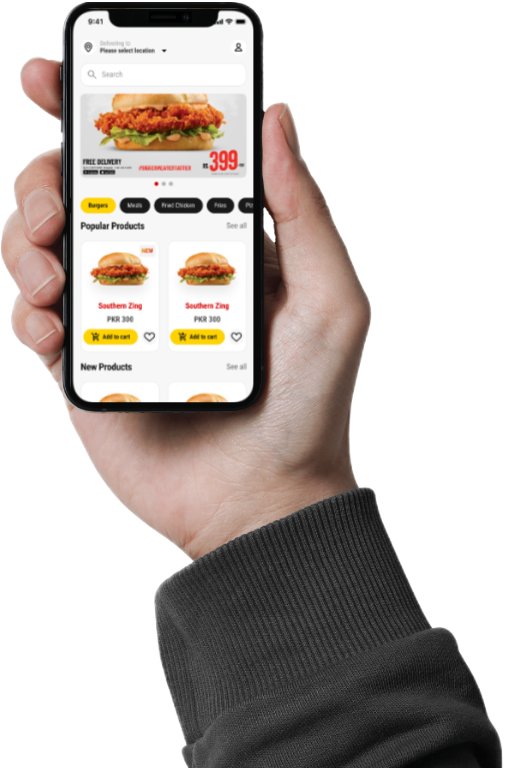 9:41
Delivering to
Please select location
Search
FREE DELIVERY
RS. 399
Burgers Meals Fried Chicken Fries
Popular Products See all
NEW
Southern Zing Southern Zing
PKR 300 PKR 300
Add to cart Add to cart
New Products See all